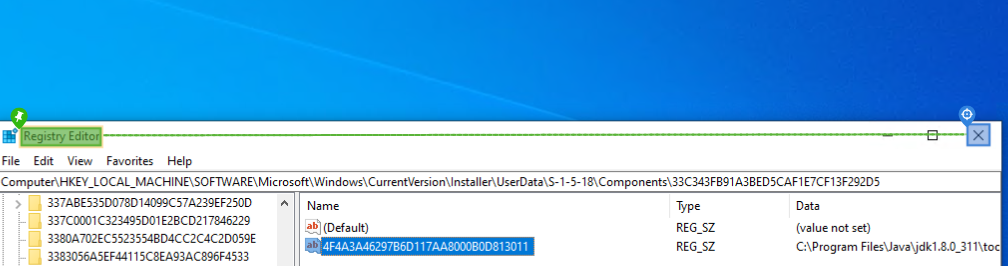 Registry Editor
File Edit View Favorites Help
Computer\HKEY_LOCAL_MACHINE\SOFTWARE\Microsoft\Windows\CurrentVersion\Installer\UserData\S-1-5-18\Components\33C343FB91A3BED5CAF1E7CF13F292D5
337ABE535D078D14099C57A239EF250D
337C0001C323495D01E2BCD217846229
3380A702EC5523554BD4CC2C4C2D059E
3383056A5EF44115C8EA93AC896F4533
Name Type Data
(Default) REG_SZ (value not set)
4F4A3A46297B6D117AA8000B0D813011 REG_SZ C:\Program Files\Java\jdk1.8.0_311\toc